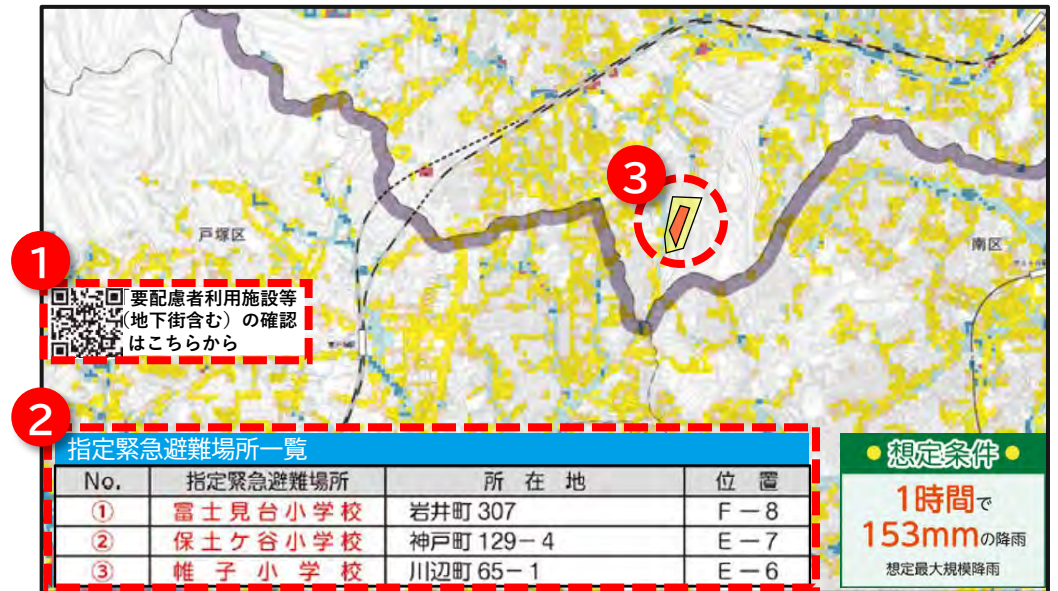 3
戸塚区
南区
1
要配慮者利用施設等
(地下街含む)の確認
はこちらから
2
指定緊急避難場所一覧
No. 指定緊急避難場所 所在地 位置
① 富士見台小学校 岩井町 307 F－8
② 保土ケ谷小学校 神戸町 129－4 E－7
③ 帷子小学校 川辺町 65－1 E－6
想定条件
1時間で
153mmの降雨
想定最大規模降雨